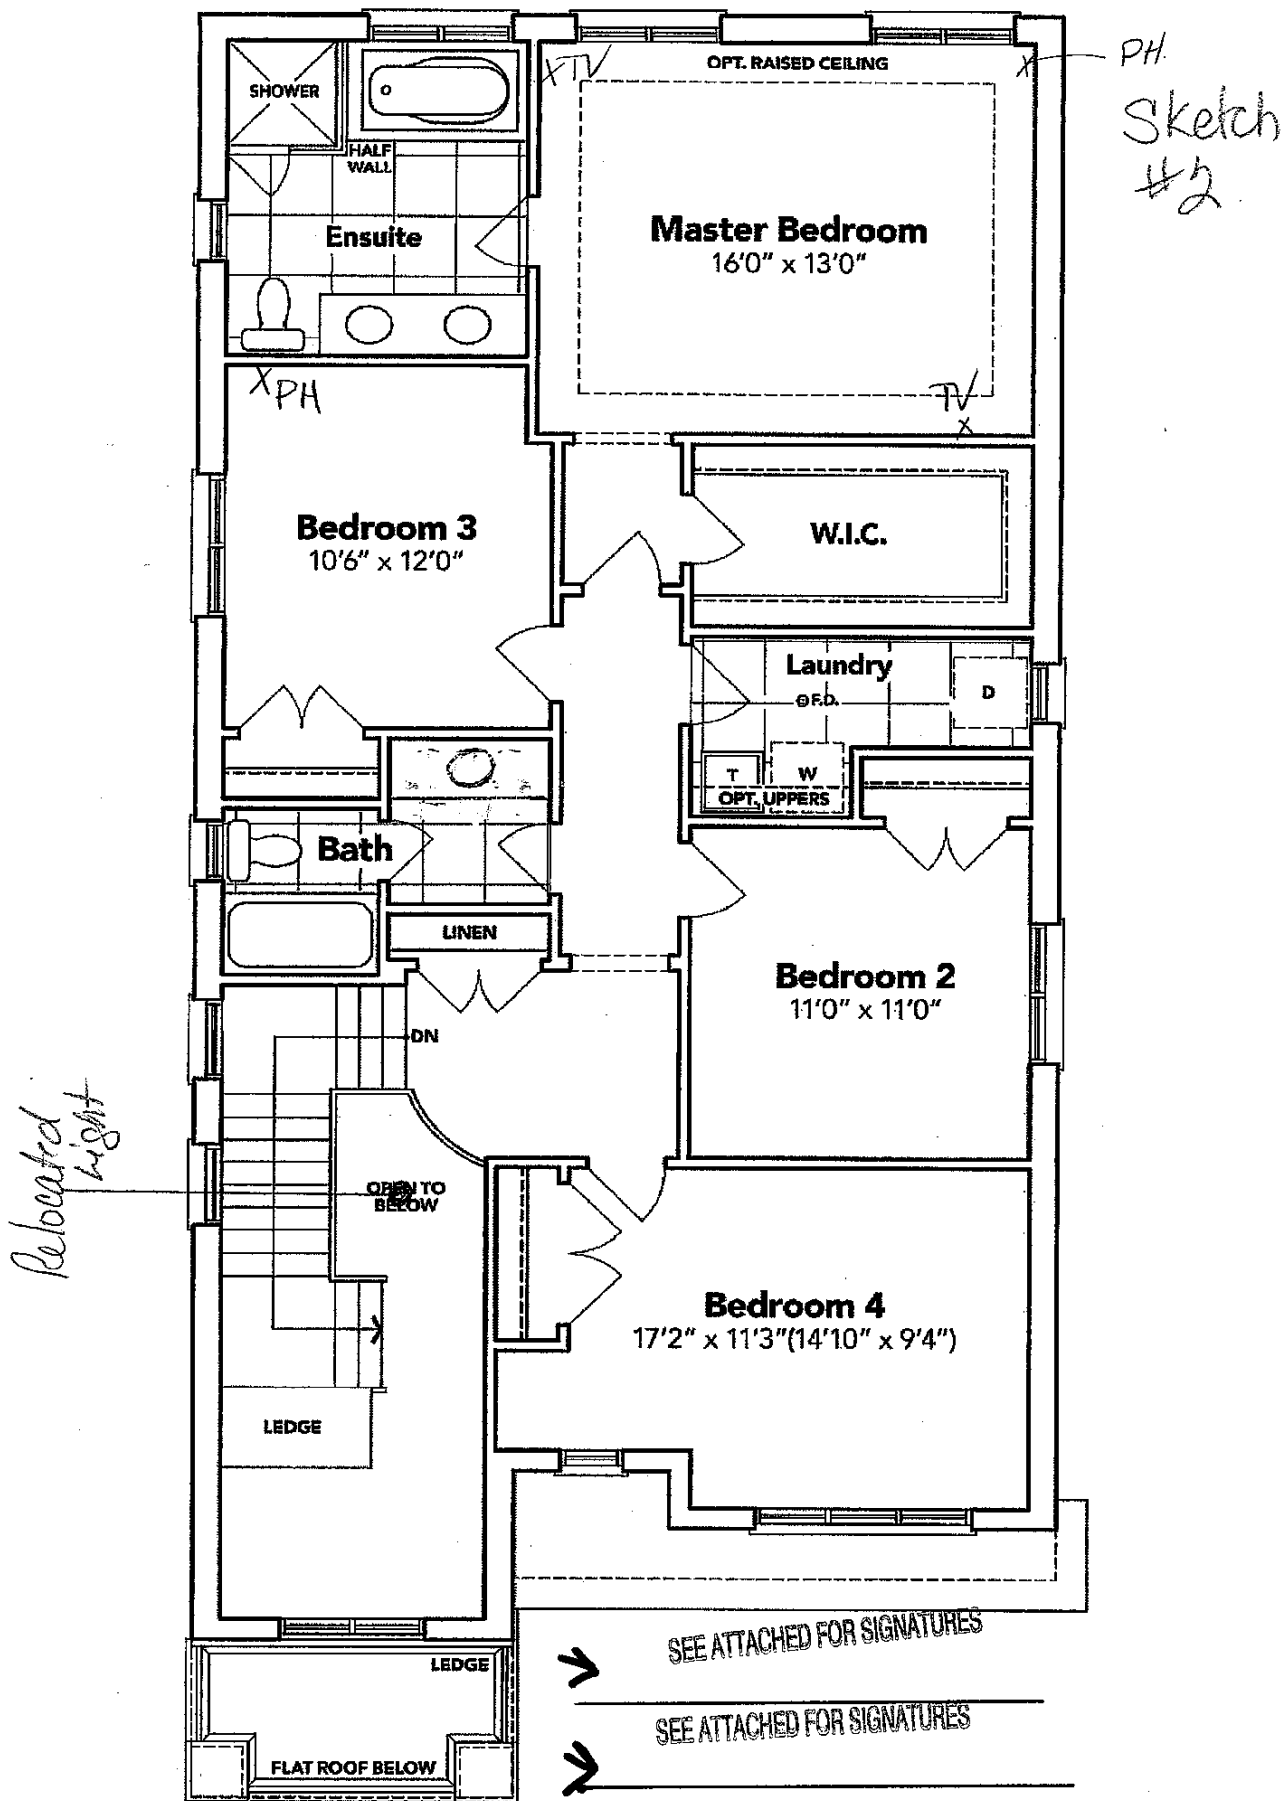 SHOWER
HALF
WALL
Ensuite
X TV
OPT. RAISED CEILING
X
PH.
Sketch
#2.
Master Bedroom
16'0" x 13'0"
X PH
TV
x
Bedroom 3
10'6" x 12'0"
W.I.C.
Laundry
F.D.
D
T
W
OPT. UPPERS
Bath
LINEN
Bedroom 2
11'0" x 11'0"
DN
Relocated
Light
OPEN TO
BELOW
Bedroom 4
17'2" x 11'3"(14'10" x 9'4")
LEDGE
LEDGE
FLAT ROOF BELOW
SEE ATTACHED FOR SIGNATURES
SEE ATTACHED FOR SIGNATURES